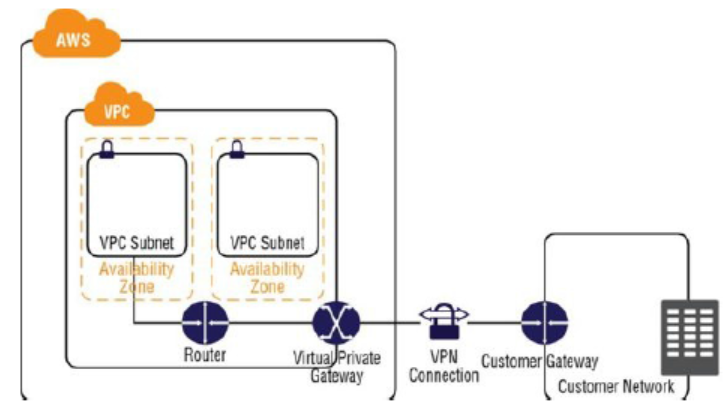 AWS
VPC
VPC Subnet
Availability
Zone
VPC Subnet
Availability
Zone
Router
Virtual Private
Gateway
VPN
Connection
Customer Gateway
Customer Network